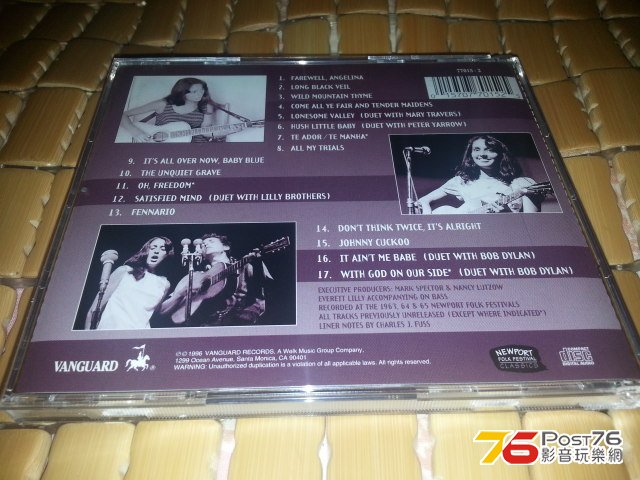 77015-2
1. FAREWELL, ANGELINA
2. LONG BLACK VEIL
3. WILD MOUNTAIN THYME
4. COME ALL YE FAIR AND TENDER MAIDENS
5. LONESOME VALLEY (DUET WITH MARY TRAVERS)
6. HUSH LITTLE BABY (DUET WITH PETER YARROW)
7. TE ADOR/TE MANHA*
8. ALL MY TRIALS
9. IT'S ALL OVER NOW, BABY BLUE
10. THE UNQUIET GRAVE
11. OH, FREEDOM*
12. SATISFIED MIND (DUET WITH LILLY BROTHERS)
13. FENNARIO
14. DON'T THINK TWICE, IT'S ALRIGHT
15. JOHNNY CUCKOO
16. IT AIN'T ME BABE (DUET WITH BOB DYLAN)
17. WITH GOD ON OUR SIDE* (DUET WITH BOB DYLAN)
EXECUTIVE PRODUCERS: MARK SPECTOR & NANCY LUTZOW
EVERETT LILLY ACCOMPANYING ON BASS
RECORDED AT THE 1963, 64 & 65 NEWPORT FOLK FESTIVALS
ALL TRACKS PREVIOUSLY UNRELEASED (EXCEPT WHERE INDICATED*)
LINER NOTES BY CHARLES J. FUSS
VANGUARD
℗ © 1996 VANGUARD RECORDS, A Welk Music Group Company,
1299 Ocean Avenue, Santa Monica, CA 90401
WARNING: Unauthorized duplication is a violation of all applicable laws. All rights reserved.
NEWPORT
FOLK FESTIVAL
CLASSICS
COMPACT
disc
DIGITAL AUDIO
76 Post76
影音玩樂網